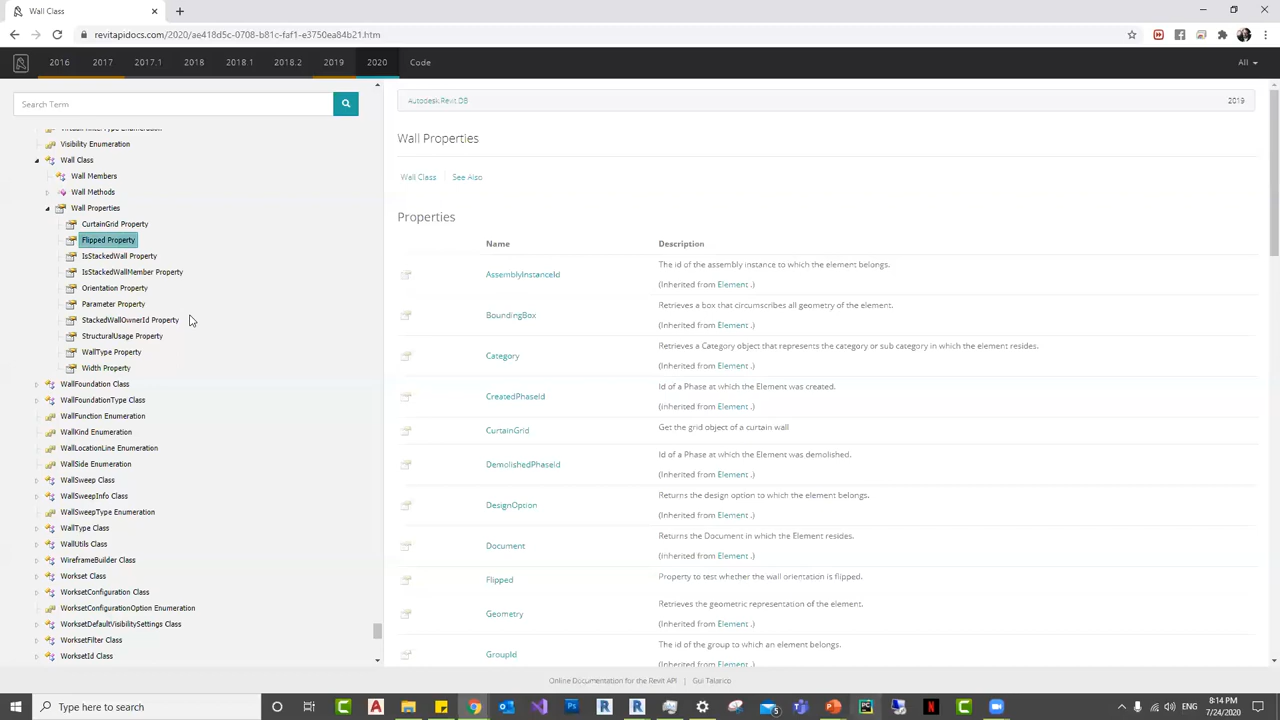 Wall Class
revitapidocs.com/2020/ae418d5c-0708-b81c-faf1-e3750ea84b21.htm
2016 2017 2017.1 2018 2018.1 2018.2 2019 2020 Code All
Search Term
Visibility Enumeration
Wall Class
Wall Members
Wall Methods
Wall Properties
CurtainGrid Property
Flipped Property
IsStackedWall Property
IsStackedWallMember Property
Orientation Property
Parameter Property
StackedWallOwnerId Property
StructuralUsage Property
WallType Property
Width Property
WallFoundation Class
WallFoundationType Class
WallFunction Enumeration
WallKind Enumeration
WallLocationLine Enumeration
WallSide Enumeration
WallSweep Class
WallSweepInfo Class
WallSweepType Enumeration
WallType Class
WallUtils Class
WireframeBuilder Class
Workset Class
WorksetConfiguration Class
WorksetConfigurationOption Enumeration
WorksetDefaultVisibilitySettings Class
WorksetFilter Class
WorksetId Class
Autodesk.Revit.DB 2019
Wall Properties
Wall Class See Also
Properties
Name Description
AssemblyInstanceId The id of the assembly instance to which the element belongs.
(Inherited from Element .)
BoundingBox Retrieves a box that circumscribes all geometry of the element.
(Inherited from Element .)
Category Retrieves a Category object that represents the category or sub category in which the element resides.
(Inherited from Element .)
CreatedPhaseId Id of a Phase at which the Element was created.
(Inherited from Element .)
CurtainGrid Get the grid object of a curtain wall
DemolishedPhaseId Id of a Phase at which the Element was demolished.
(Inherited from Element .)
DesignOption Returns the design option to which the element belongs.
(Inherited from Element .)
Document Returns the Document in which the Element resides.
(Inherited from Element .)
Flipped Property to test whether the wall orientation is flipped.
Geometry Retrieves the geometric representation of the element.
(Inherited from Element .)
GroupId The id of the group to which an element belongs.
(Inherited from Element .)
Online Documentation for the Revit API | Gui Talarico
Type here to search
8:14 PM
7/24/2020